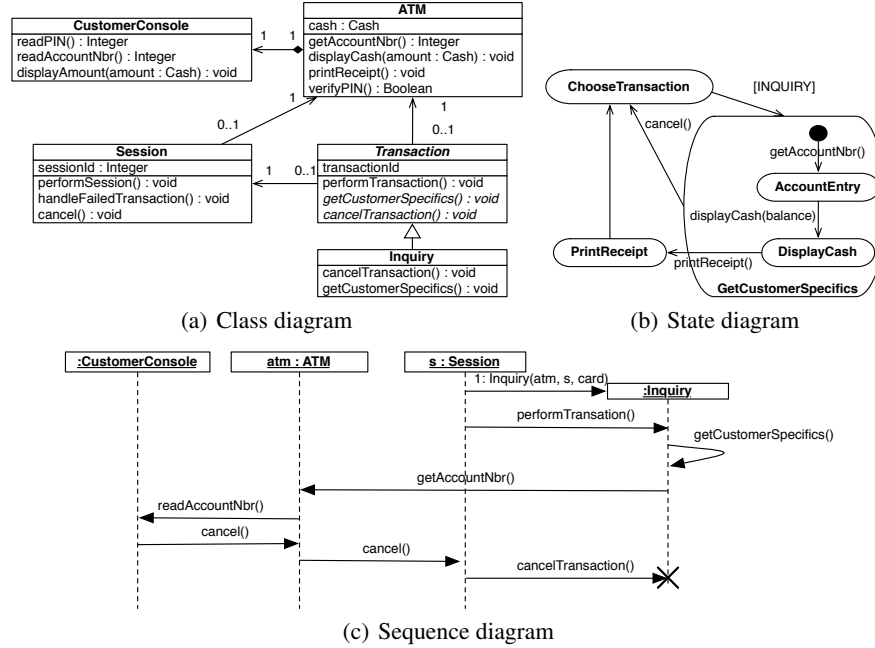 CustomerConsole
readPIN() : Integer
readAccountNbr() : Integer
displayAmount(amount : Cash) : void
1
1
ATM
cash : Cash
getAccountNbr() : Integer
displayCash(amount : Cash) : void
printReceipt() : void
verifyPIN() : Boolean
1
0..1
1
0..1
Session
sessionId : Integer
performSession() : void
handleFailedTransaction() : void
cancel() : void
1
0..1
Transaction
transactionId
performTransaction() : void
getCustomerSpecifics() : void
cancelTransaction() : void
Inquiry
cancelTransaction() : void
getCustomerSpecifics() : void
(a) Class diagram
ChooseTransaction
[INQUIRY]
cancel()
getAccountNbr()
AccountEntry
displayCash(balance)
DisplayCash
PrintReceipt
printReceipt()
GetCustomerSpecifics
(b) State diagram
:CustomerConsole
atm : ATM
s : Session
1: Inquiry(atm, s, card)
:Inquiry
performTransation()
getCustomerSpecifics()
getAccountNbr()
readAccountNbr()
cancel()
cancel()
cancelTransaction()
(c) Sequence diagram